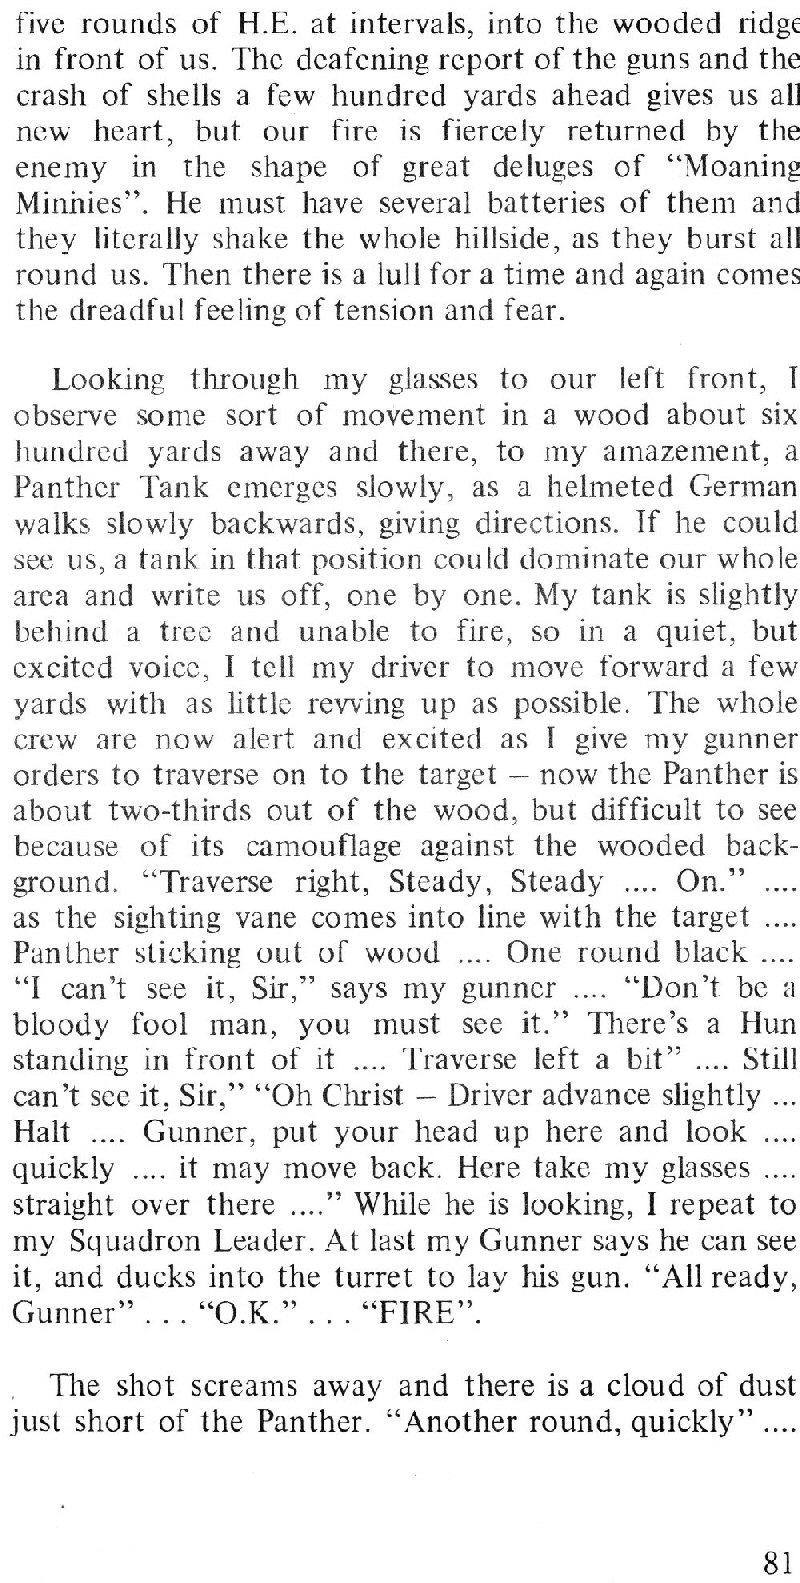 five rounds of H.E. at intervals, into the wooded ridge
in front of us. The deafening report of the guns and the
crash of shells a few hundred yards ahead gives us all
new heart, but our fire is fiercely returned by the
enemy in the shape of great deluges of “Moaning
Minnies”. He must have several batteries of them and
they literally shake the whole hillside, as they burst all
round us. Then there is a lull for a time and again comes
the dreadful feeling of tension and fear.
Looking through my glasses to our left front, I
observe some sort of movement in a wood about six
hundred yards away and there, to my amazement, a
Panther Tank emerges slowly, as a helmeted German
walks slowly backwards, giving directions. If he could
see us, a tank in that position could dominate our whole
area and write us off, one by one. My tank is slightly
behind a tree and unable to fire, so in a quiet, but
excited voice, I tell my driver to move forward a few
yards with as little revving up as possible. The whole
crew are now alert and excited as I give my gunner
orders to traverse on to the target – now the Panther is
about two-thirds out of the wood, but difficult to see
because of its camouflage against the wooded back-
ground. “Traverse right, Steady, Steady .... On.” ....
as the sighting vane comes into line with the target ....
Panther sticking out of wood .... One round black ....
“I can’t see it, Sir,” says my gunner .... “Don’t be a
bloody fool man, you must see it.” There’s a Hun
standing in front of it .... Traverse left a bit” .... Still
can’t see it, Sir,” “Oh Christ – Driver advance slightly ...
Halt .... Gunner, put your head up here and look ....
quickly .... it may move back. Here take my glasses ....
straight over there ....” While he is looking, I repeat to
my Squadron Leader. At last my Gunner says he can see
it, and ducks into the turret to lay his gun. “All ready,
Gunner” . . . “O.K.” . . . “FIRE”.
The shot screams away and there is a cloud of dust
just short of the Panther. “Another round, quickly” ....
81